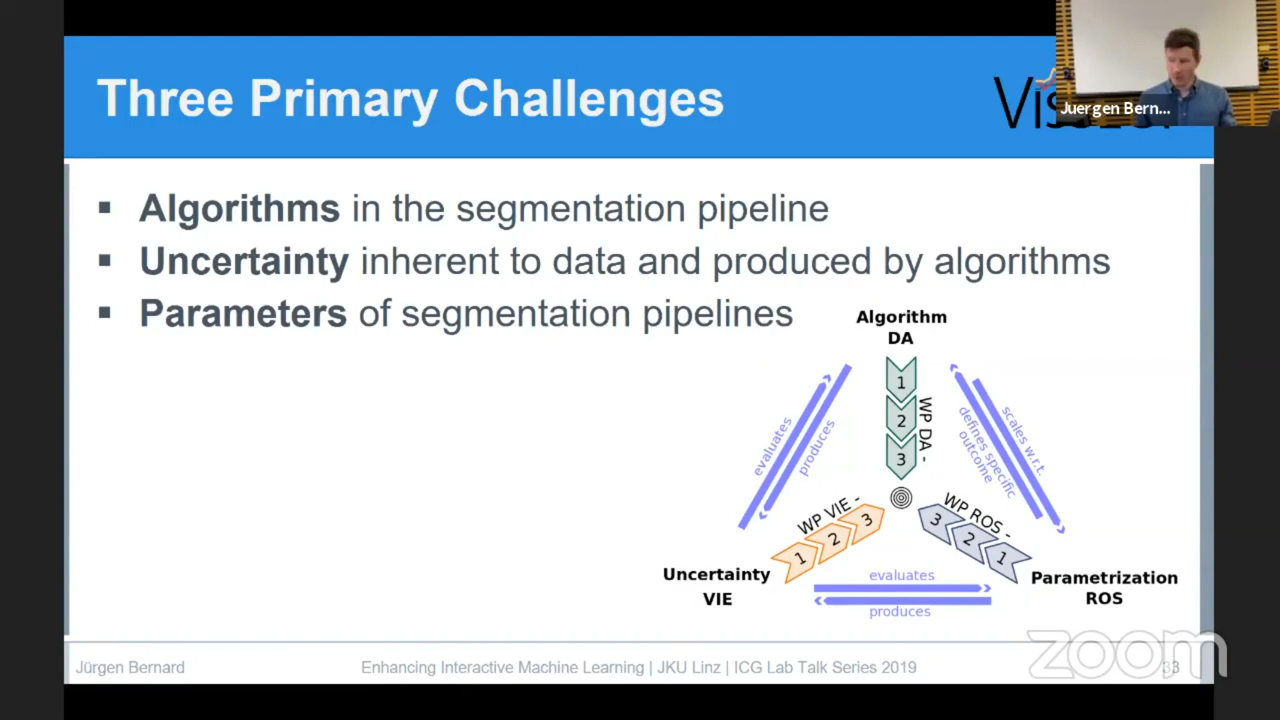 Three Primary Challenges
Juergen Bern...
Algorithms in the segmentation pipeline
Uncertainty inherent to data and produced by algorithms
Parameters of segmentation pipelines
Algorithm
DA
1
2
3
WP DA -
evaluates
produces
scales w.r.t.
defines specific
outcome
WP VIE -
3
2
1
WP ROS -
3
2
1
Uncertainty
VIE
evaluates
produces
Parametrization
ROS
Jürgen Bernard
Enhancing Interactive Machine Learning | JKU Linz | ICG Lab Talk Series 2019
33
zoom